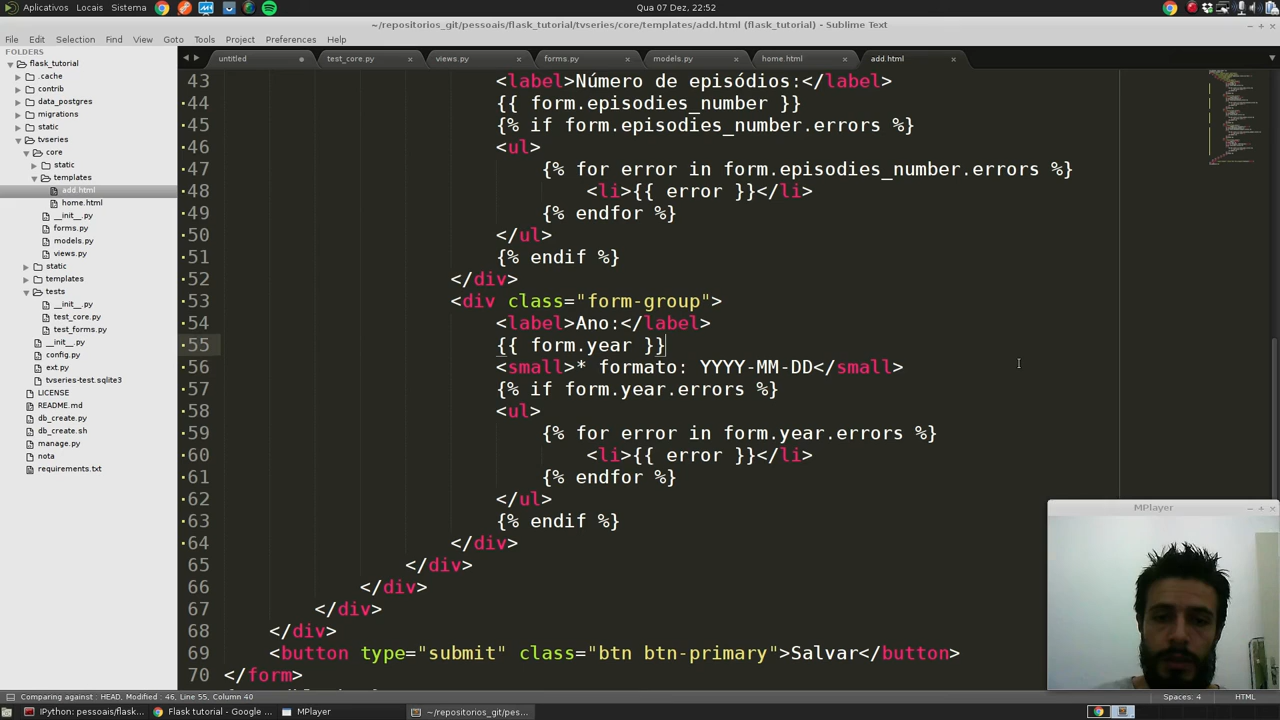 Aplicativos Locais Sistema
Qua 07 Dez, 22:52
~/repositorios_git/pessoais/flask_tutorial/tvseries/core/templates/add.html (flask_tutorial) - Sublime Text
File Edit Selection Find View Goto Tools Project Preferences Help
FOLDERS
flask_tutorial
.cache
contrib
data_postgres
migrations
static
tvseries
core
static
templates
add.html
home.html
__init__.py
forms.py
models.py
views.py
static
templates
tests
__init__.py
test_core.py
test_forms.py
__init__.py
config.py
ext.py
tvseries-test.sqlite3
LICENSE
README.md
db_create.py
db_create.sh
manage.py
nota
requirements.txt
untitled
test_core.py
views.py
forms.py
models.py
home.html
add.html
43 <label>Número de episódios:</label>
44 {{ form.episodies_number }}
45 {% if form.episodies_number.errors %}
46 <ul>
47 {% for error in form.episodies_number.errors %}
48 <li>{{ error }}</li>
49 {% endfor %}
50 </ul>
51 {% endif %}
52 </div>
53 <div class="form-group">
54 <label>Ano:</label>
55 {{ form.year }}
56 <small>* formato: YYYY-MM-DD</small>
57 {% if form.year.errors %}
58 <ul>
59 {% for error in form.year.errors %}
60 <li>{{ error }}</li>
61 {% endfor %}
62 </ul>
63 {% endif %}
64 </div>
65 </div>
66 </div>
67 </div>
68 </div>
69 <button type="submit" class="btn btn-primary">Salvar</button>
70 </form>
MPlayer
Comparing against : HEAD, Modified : 46, Line 55, Column 40
Spaces: 4
HTML
IPython: pessoais/flask...
Flask tutorial - Google ...
MPlayer
~/repositorios_git/pes...